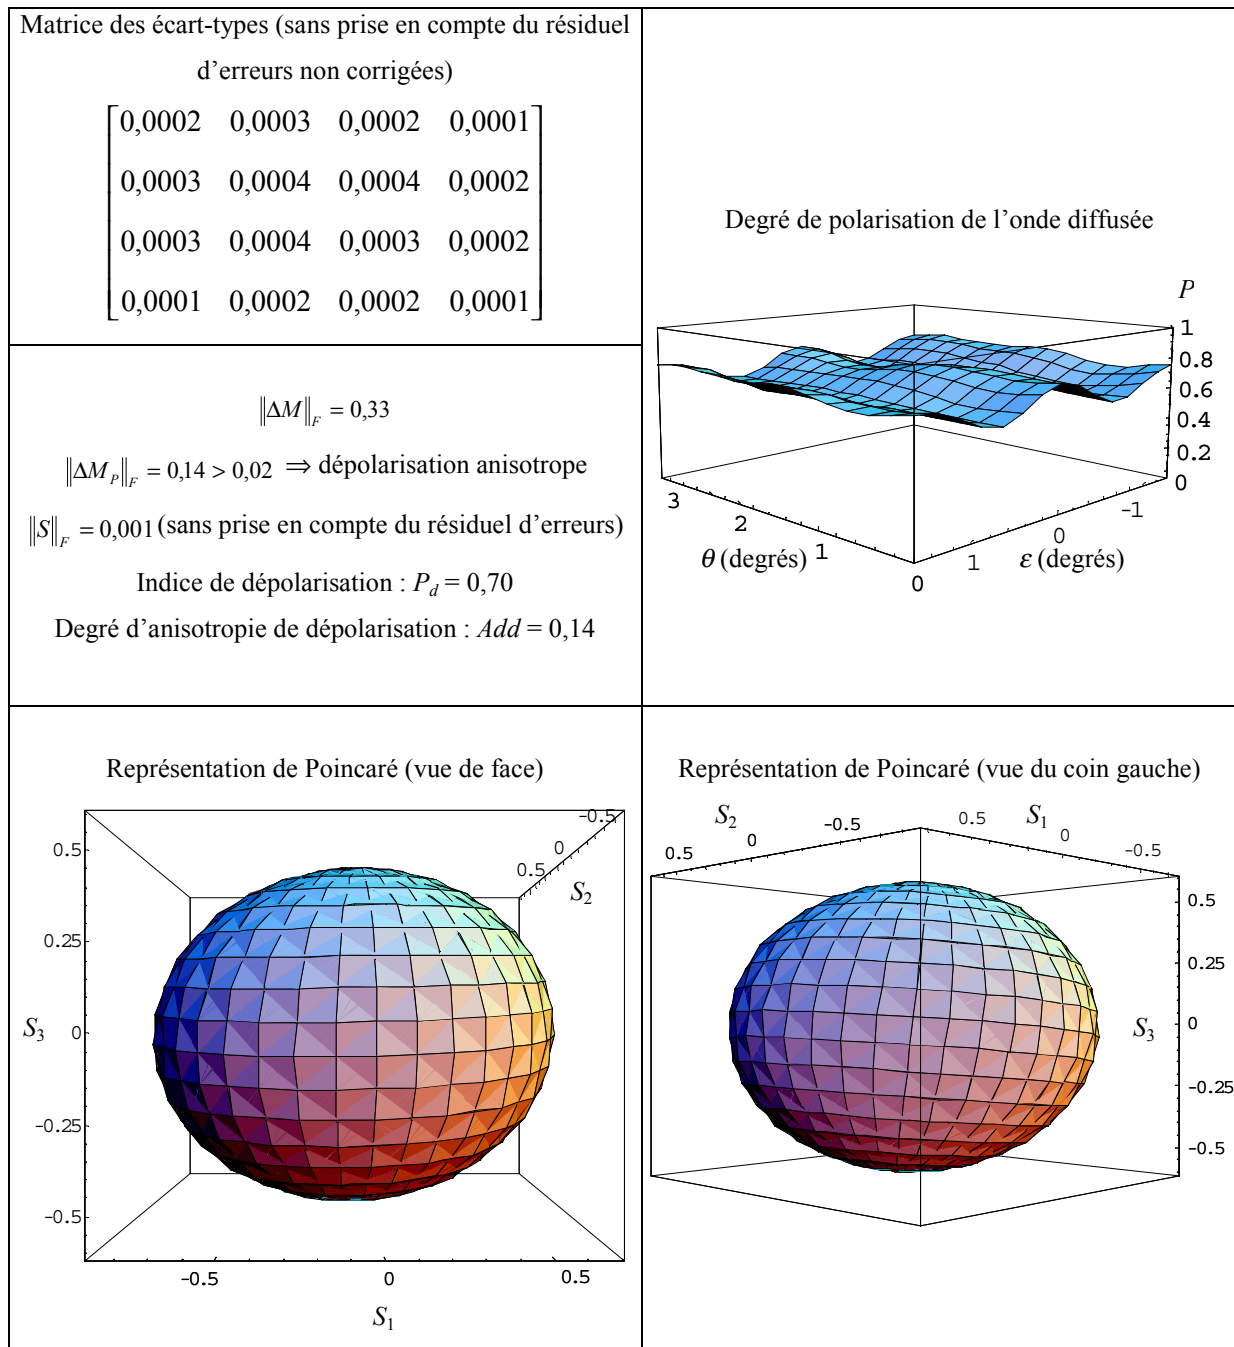 Matrice des écart-types (sans prise en compte du résiduel
d’erreurs non corrigées)
0,0002 0,0003 0,0002 0,0001
0,0003 0,0004 0,0004 0,0002
0,0003 0,0004 0,0003 0,0002
0,0001 0,0002 0,0002 0,0001
Degré de polarisation de l’onde diffusée
P
1
0.8
0.6
0.4
0.2
0
3
2
1
0
1
0
-1
θ (degrés)
ε (degrés)
‖ΔM‖F = 0,33
‖ΔMP‖F = 0,14 > 0,02 ⇒ dépolarisation anisotrope
‖S‖F = 0,001 (sans prise en compte du résiduel d’erreurs)
Indice de dépolarisation : Pd = 0,70
Degré d’anisotropie de dépolarisation : Add = 0,14
Représentation de Poincaré (vue de face)
-0.5
0
0.5
S2
0.5
0.25
S3
0
-0.25
-0.5
-0.5 0 0.5
S1
Représentation de Poincaré (vue du coin gauche)
S2
0.5 0 -0.5
S1
0.5 0 -0.5
0.5
0.25
S3
0
-0.25
-0.5